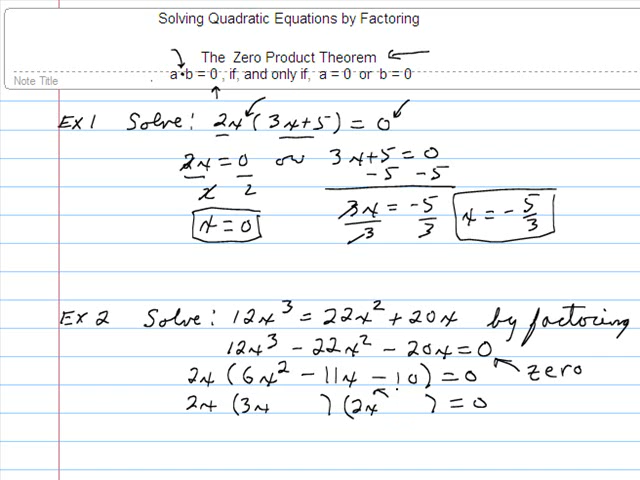 Solving Quadratic Equations by Factoring
The Zero Product Theorem
Note Title
a•b = 0, if, and only if, a = 0 or b = 0
Ex 1 Solve: 2x (3x+5) = 0
2x = 0 or 3x+5 = 0
-5 -5
2 2
3x = -5
3 3
x = 0
x = -5/3
Ex 2 Solve: 12x³ = 22x² + 20x by factoring
12x³ - 22x² - 20x = 0
2x (6x² - 11x - 10) = 0 zero
2x (3x ) (2x ) = 0